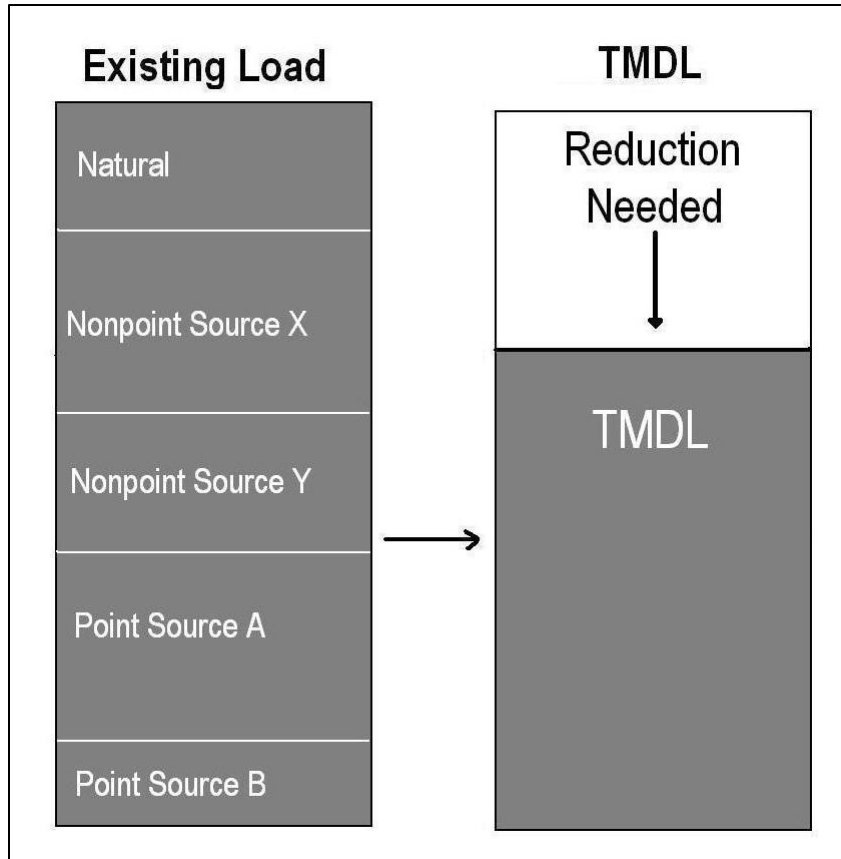 Existing Load
Natural
Nonpoint Source X
Nonpoint Source Y
Point Source A
Point Source B
TMDL
Reduction
Needed
TMDL